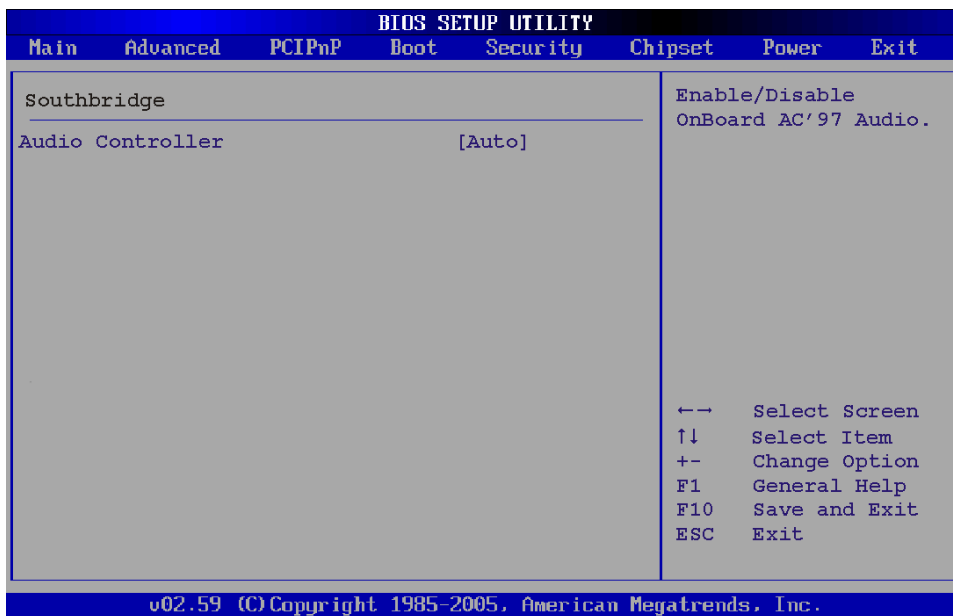 BIOS SETUP UTILITY
Main Advanced PCIPnP Boot Security Chipset Power Exit
Southbridge
Audio Controller [Auto]
Enable/Disable
OnBoard AC'97 Audio.
←→ Select Screen
↑↓ Select Item
+- Change Option
F1 General Help
F10 Save and Exit
ESC Exit
v02.59 (C)Copyright 1985-2005, American Megatrends, Inc.